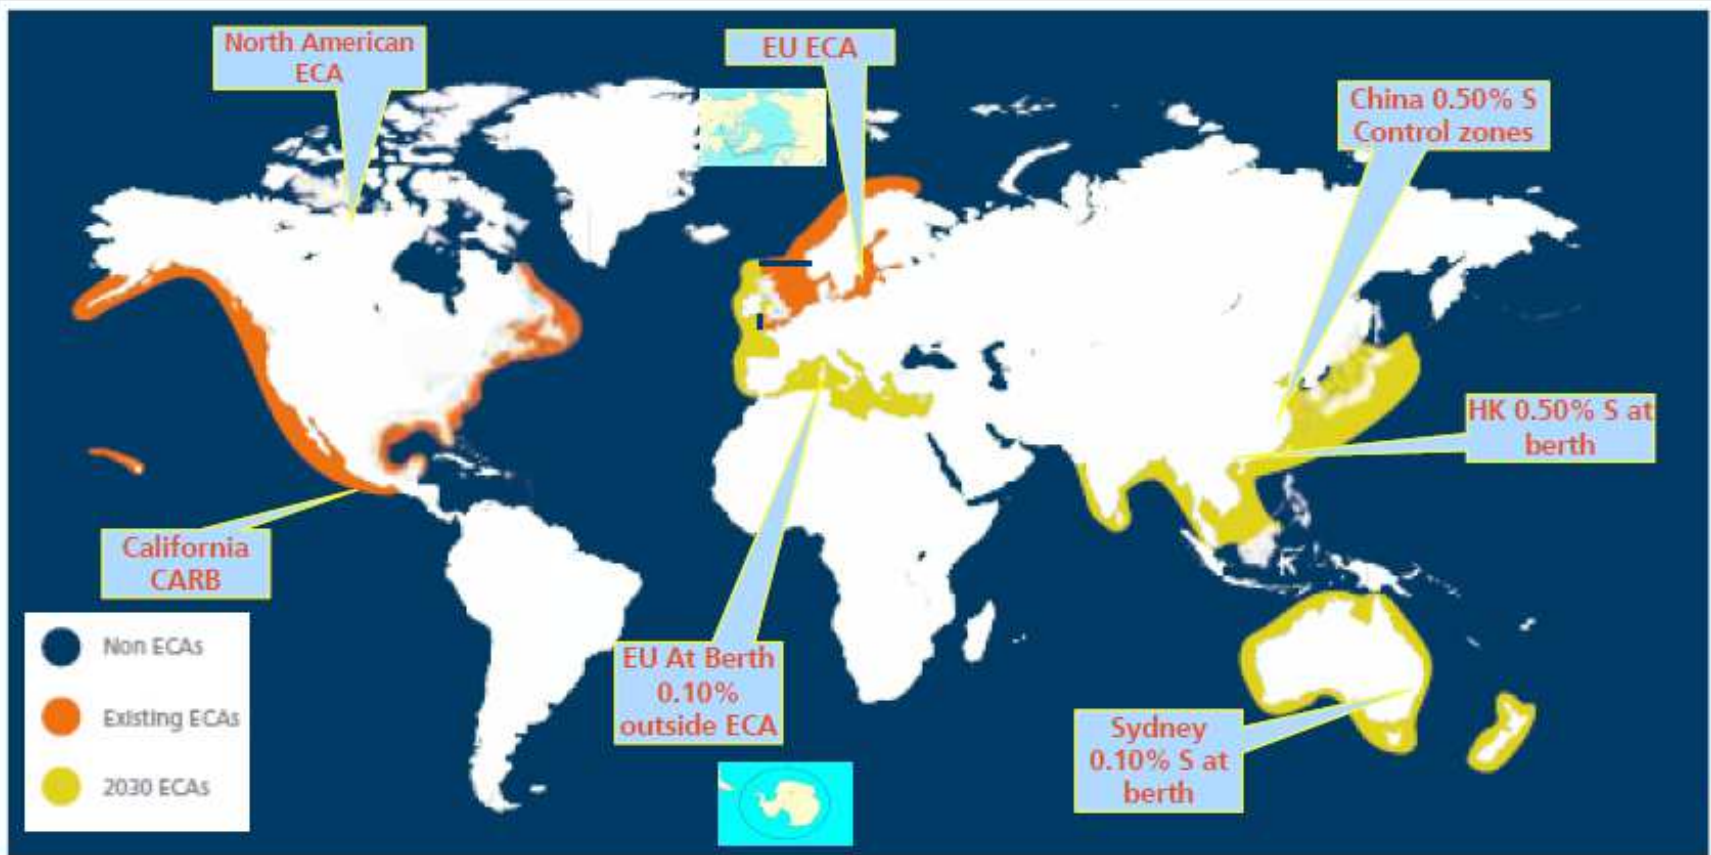 North American
ECA
EU ECA
China 0.50% S
Control zones
HK 0.50% S at
berth
California
CARB
EU At Berth
0.10%
outside ECA
Sydney
0.10% S at
berth
Non ECAs
Existing ECAs
2030 ECAs